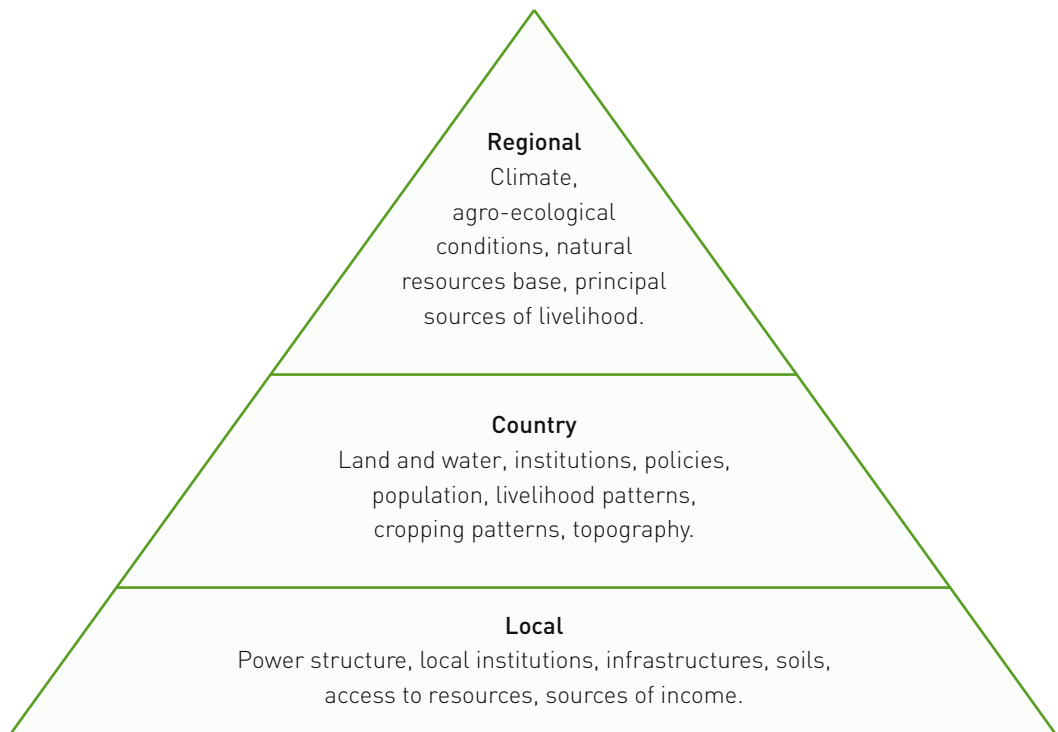 Regional
Climate,
agro-ecological
conditions, natural
resources base, principal
sources of livelihood.
Country
Land and water, institutions, policies,
population, livelihood patterns,
cropping patterns, topography.
Local
Power structure, local institutions, infrastructures, soils,
access to resources, sources of income.